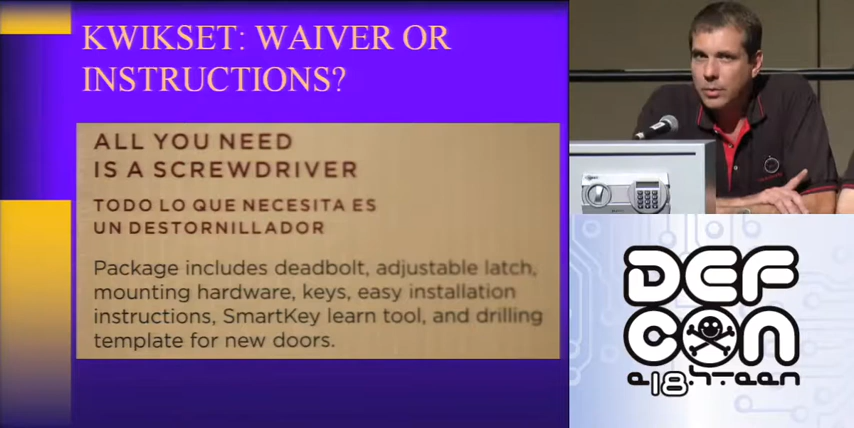 KWIKSET: WAIVER OR
INSTRUCTIONS?
ALL YOU NEED
IS A SCREWDRIVER
TODO LO QUE NECESITA ES
UN DESTORNILLADOR
Package includes deadbolt, adjustable latch,
mounting hardware, keys, easy installation
instructions, SmartKey learn tool, and drilling
template for new doors.
DEF
CON
e18h-teen